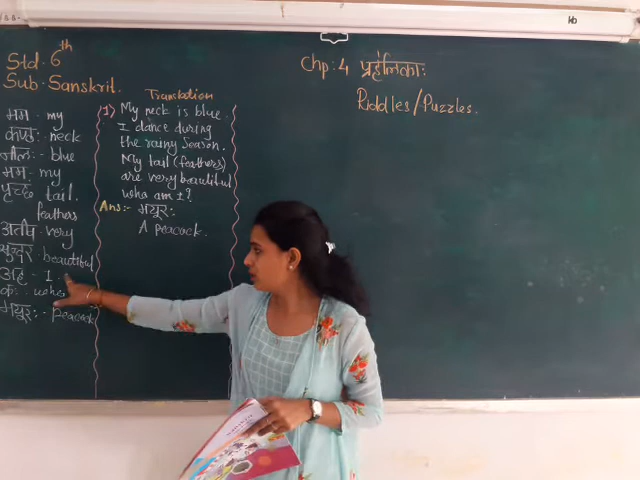 Std. 6th
Sub. Sanskrit.
Chp: 4 प्रहेलिका:
Riddles/Puzzles.
मम - my
कण्ठ: neck
नील: - blue
मम - my
पृच्छ tail.
feathers
अतीव very
सुन्दर beautiful
अहं - I
क: - who
मयूर: - peacock
Translation
1) My neck is blue.
I dance during
the rainy season.
My tail (feathers)
are very beautiful
who am I?
Ans:- मयूर:
A peacock.